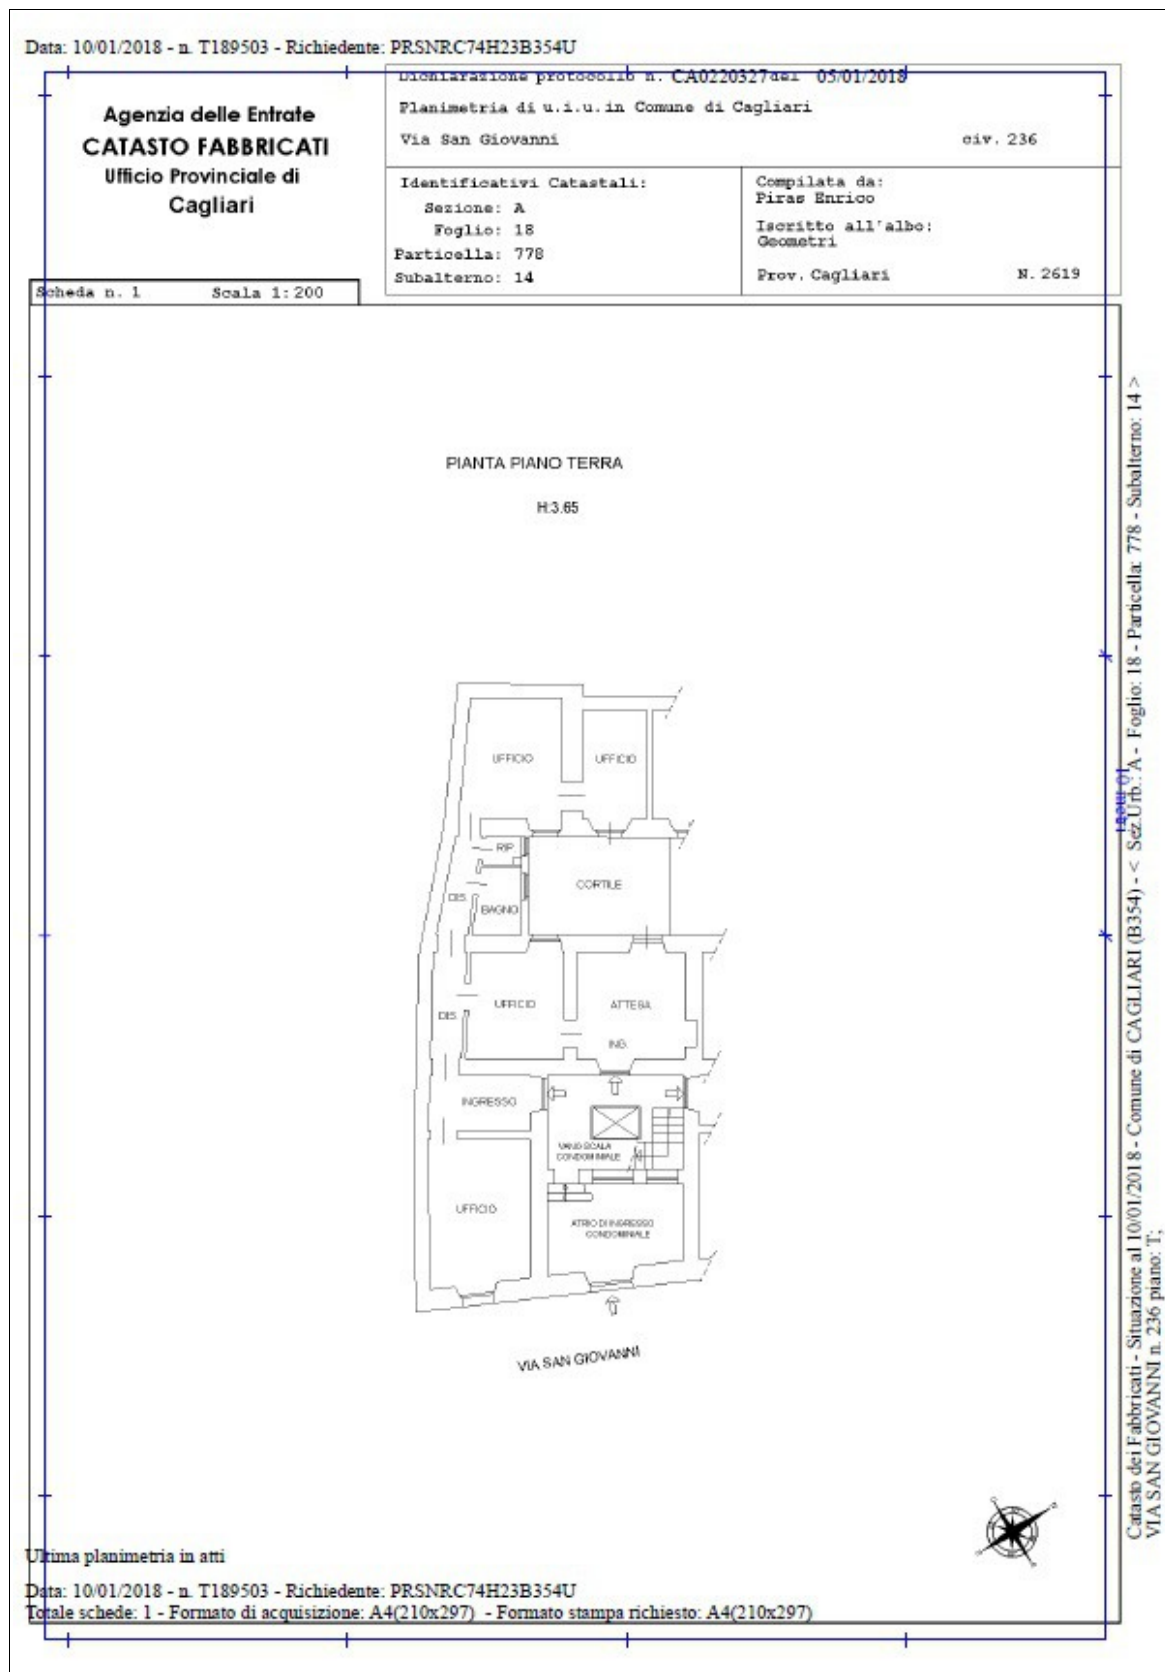 Data: 10/01/2018 - n. T189503 - Richiedente: PRSNRC74H23B354U
Agenzia delle Entrate
CATASTO FABBRICATI
Ufficio Provinciale di
Cagliari
Dichiarazione protocollo n. CA0220327 del 05/01/2018
Planimetria di u.i.u. in Comune di Cagliari
Via San Giovanni civ. 236
Identificativi Catastali:
Sezione: A
Foglio: 18
Particella: 778
Subalterno: 14
Compilata da:
Piras Enrico
Iscritto all'albo:
Geometri
Prov. Cagliari N. 2619
Scheda n. 1 Scala 1:200
PIANTA PIANO TERRA
H:3.65
UFFICIO
UFFICIO
RIP
CORTILE
DIS.
BAGNO
UFFICIO
ATTESA
DIS.
ING.
INGRESSO
VANO SCALA
CONDOMINIALE
UFFICIO
ATRIO DI INGRESSO
CONDOMINIALE
VIA SAN GIOVANNI
10 metri
Catasto dei Fabbricati - Situazione al 10/01/2018 - Comune di CAGLIARI (B354) - < Sez.Urb.: A - Foglio: 18 - Particella: 778 - Subalterno: 14 >
VIA SAN GIOVANNI n. 236 piano: T;
Ultima planimetria in atti
Data: 10/01/2018 - n. T189503 - Richiedente: PRSNRC74H23B354U
Totale schede: 1 - Formato di acquisizione: A4(210x297) - Formato stampa richiesto: A4(210x297)